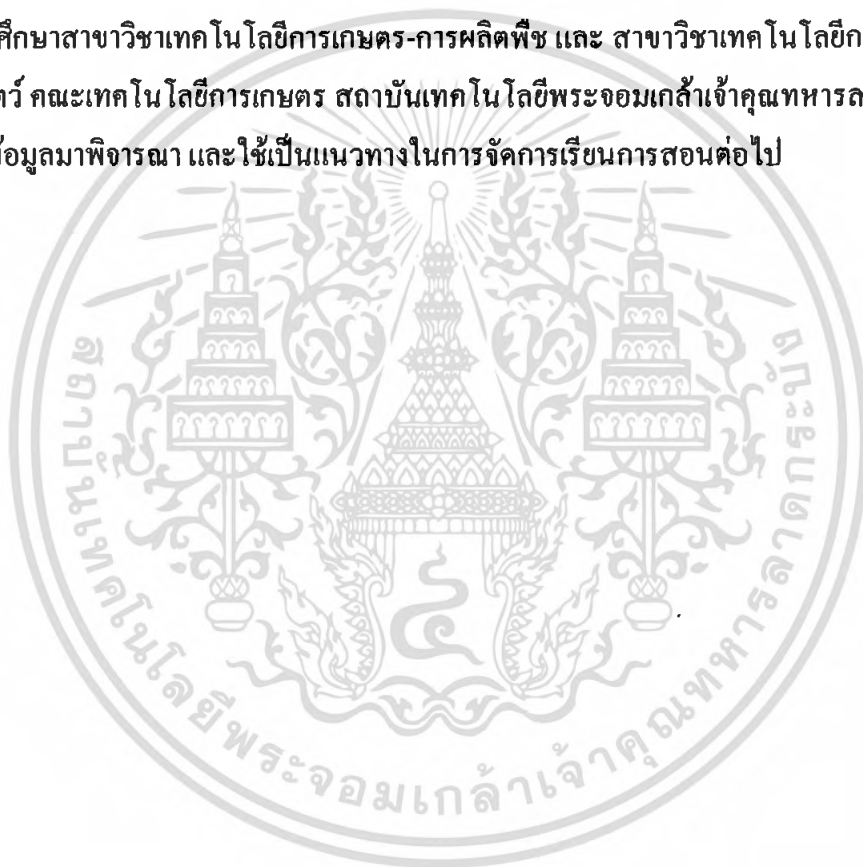 ศึกษาสาขาวิชาเทคโนโลยีการเกษตร-การผลิตพืช และ สาขาวิชาเทคโนโลยีก
ตว์ คณะเทคโนโลยีการเกษตร สถาบันเทคโนโลยีพระจอมเกล้าเจ้าคุณทหารล
ข้อมูลมาพิจารณา และใช้เป็นแนวทางในการจัดการเรียนการสอนต่อไป
๔
สถาบันเทคโนโลยีพระจอมเกล้าเจ้าคุณทหารลาดกระบัง